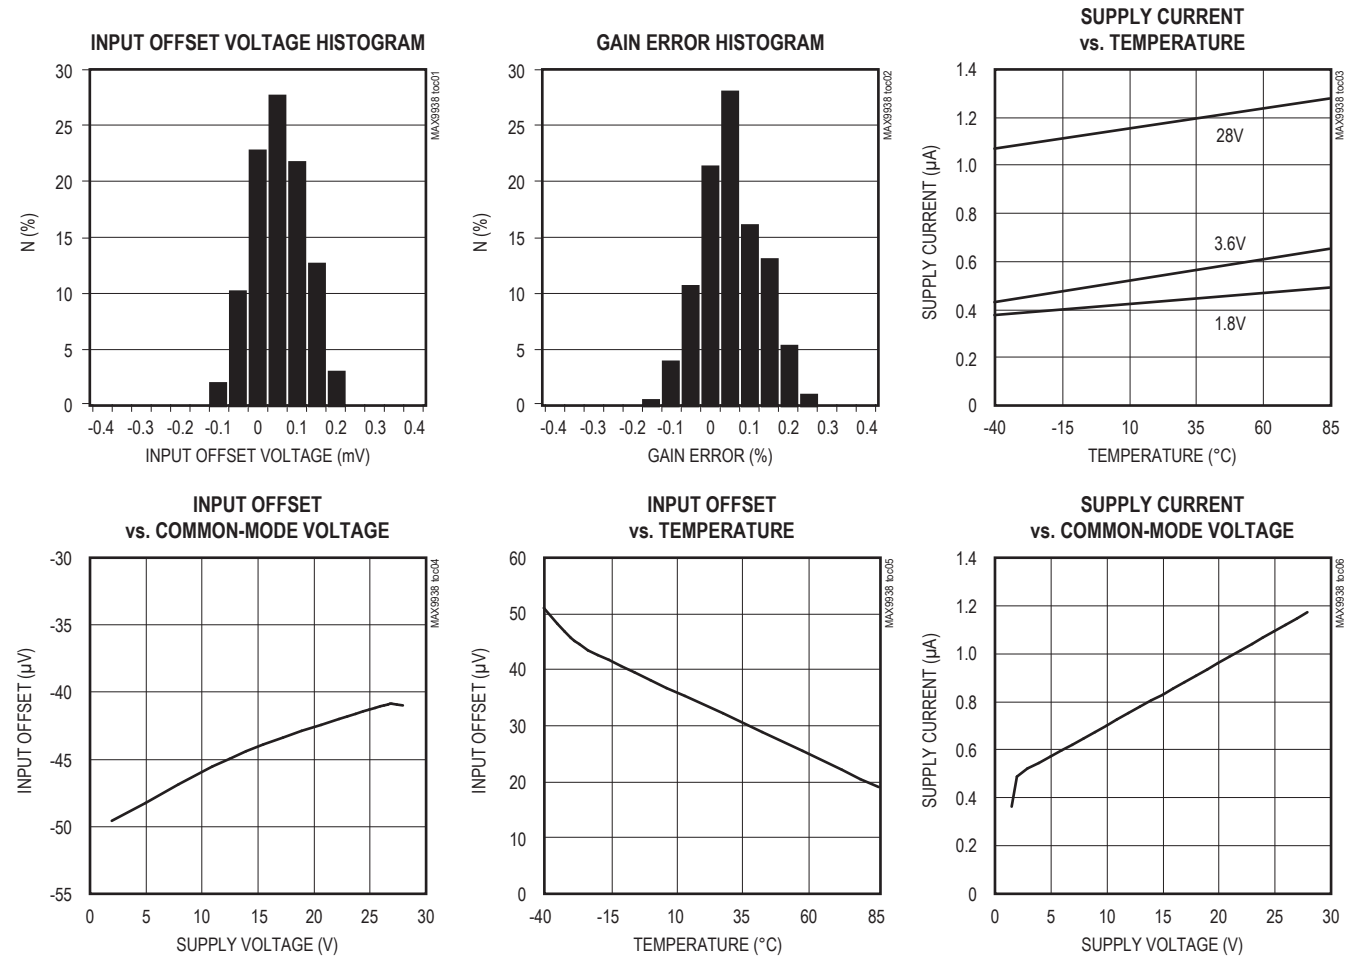 INPUT OFFSET VOLTAGE HISTOGRAM
30
25
20
15
10
5
0
N (%)
-0.4 -0.3 -0.2 -0.1 0 0.1 0.2 0.3 0.4
INPUT OFFSET VOLTAGE (mV)
MAX9938 toc01
GAIN ERROR HISTOGRAM
30
25
20
15
10
5
0
N (%)
-0.4 -0.3 -0.2 -0.1 0 0.1 0.2 0.3 0.4
GAIN ERROR (%)
MAX9938 toc02
SUPPLY CURRENT
vs. TEMPERATURE
1.4
1.2
1.0
0.8
0.6
0.4
0.2
0
SUPPLY CURRENT (µA)
28V
3.6V
1.8V
-40 -15 10 35 60 85
TEMPERATURE (°C)
MAX9938 toc03
INPUT OFFSET
vs. COMMON-MODE VOLTAGE
-30
-35
-40
-45
-50
-55
INPUT OFFSET (µV)
0 5 10 15 20 25 30
SUPPLY VOLTAGE (V)
MAX9938 toc04
INPUT OFFSET
vs. TEMPERATURE
60
50
40
30
20
10
0
INPUT OFFSET (µV)
-40 -15 10 35 60 85
TEMPERATURE (°C)
MAX9938 toc05
SUPPLY CURRENT
vs. COMMON-MODE VOLTAGE
1.4
1.2
1.0
0.8
0.6
0.4
0.2
0
SUPPLY CURRENT (µA)
0 5 10 15 20 25 30
SUPPLY VOLTAGE (V)
MAX9938 toc06